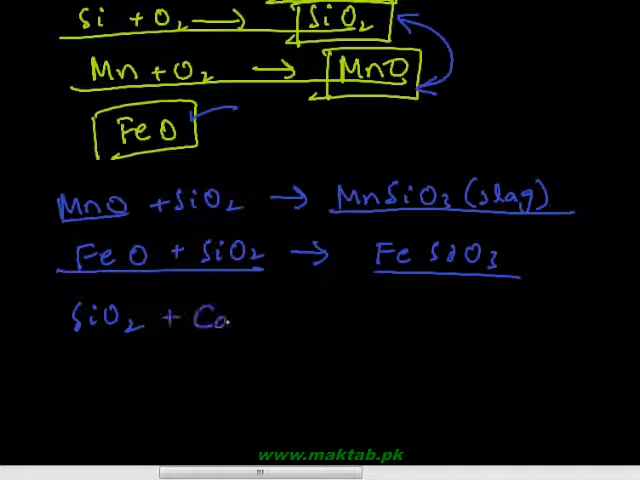 Si + O₂ → SiO₂
Mn + O₂ → MnO
FeO
MnO + SiO₂ → MnSiO₃ (slag)
FeO + SiO₂ → FeSiO₃
SiO₂ + Ca
www.maktab.pk